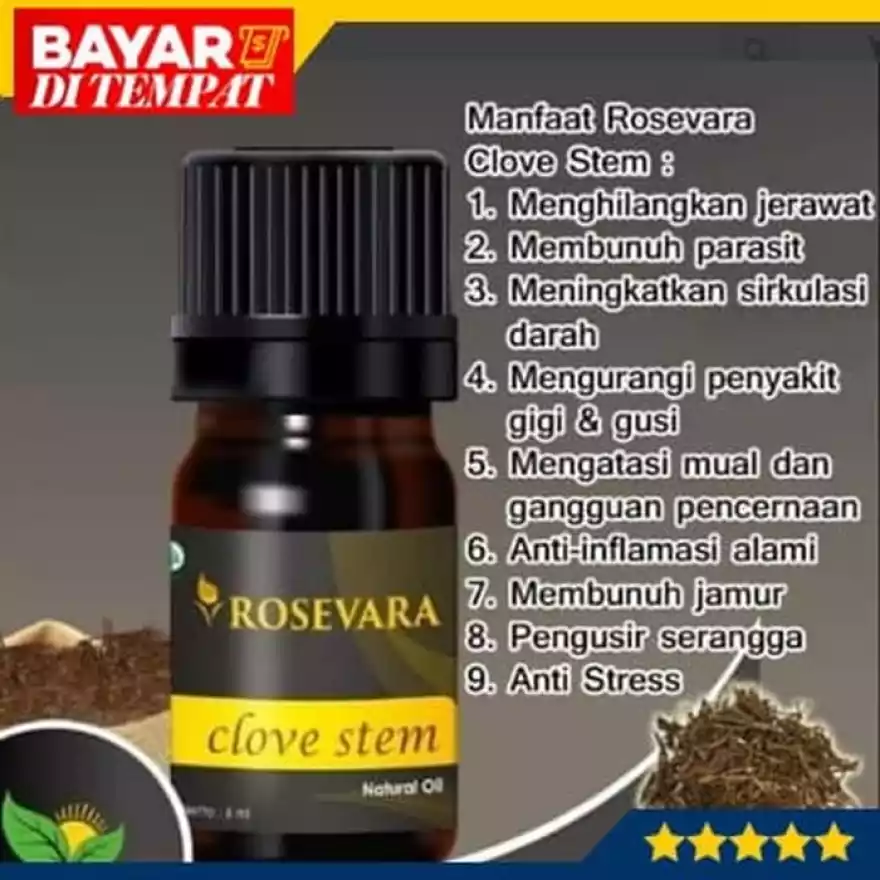 BAYAR
DI TEMPAT
Manfaat Rosevara
Clove Stem :
1. Menghilangkan jerawat
2. Membunuh parasit
3. Meningkatkan sirkulasi
darah
4. Mengurangi penyakit
gigi & gusi
5. Mengatasi mual dan
gangguan pencernaan
6. Anti-inflamasi alami
7. Membunuh jamur
8. Pengusir serangga
9. Anti Stress
ROSEVARA
clove stem
Natural Oil